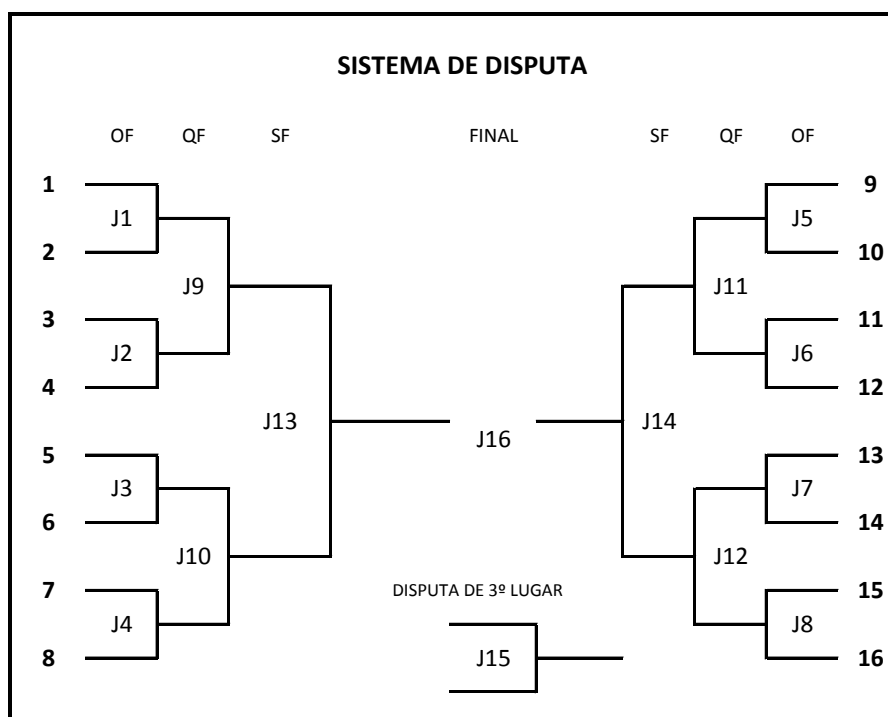 SISTEMA DE DISPUTA
OF QF SF FINAL SF QF OF
1 9
J1 J5
2 10
J9 J11
3 11
J2 J6
4 12
J13 J16 J14
5 13
J3 J7
6 14
J10 J12
7 DISPUTA DE 3º LUGAR 15
J4 J8
8 J15 16